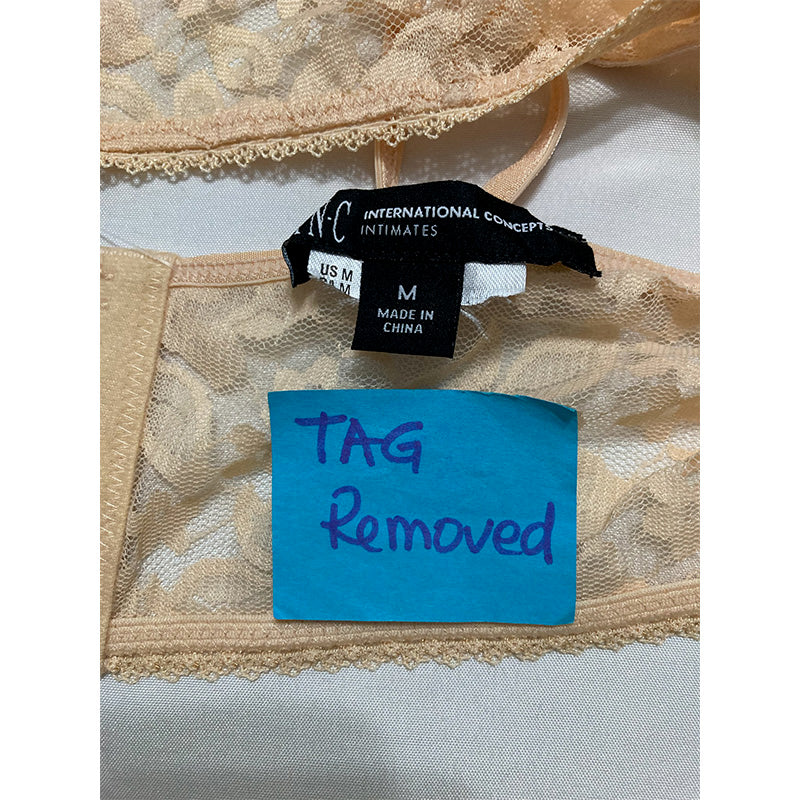 N·C INTERNATIONAL CONCEPTS
INTIMATES
US M
M
M
MADE IN
CHINA
TAG
Removed